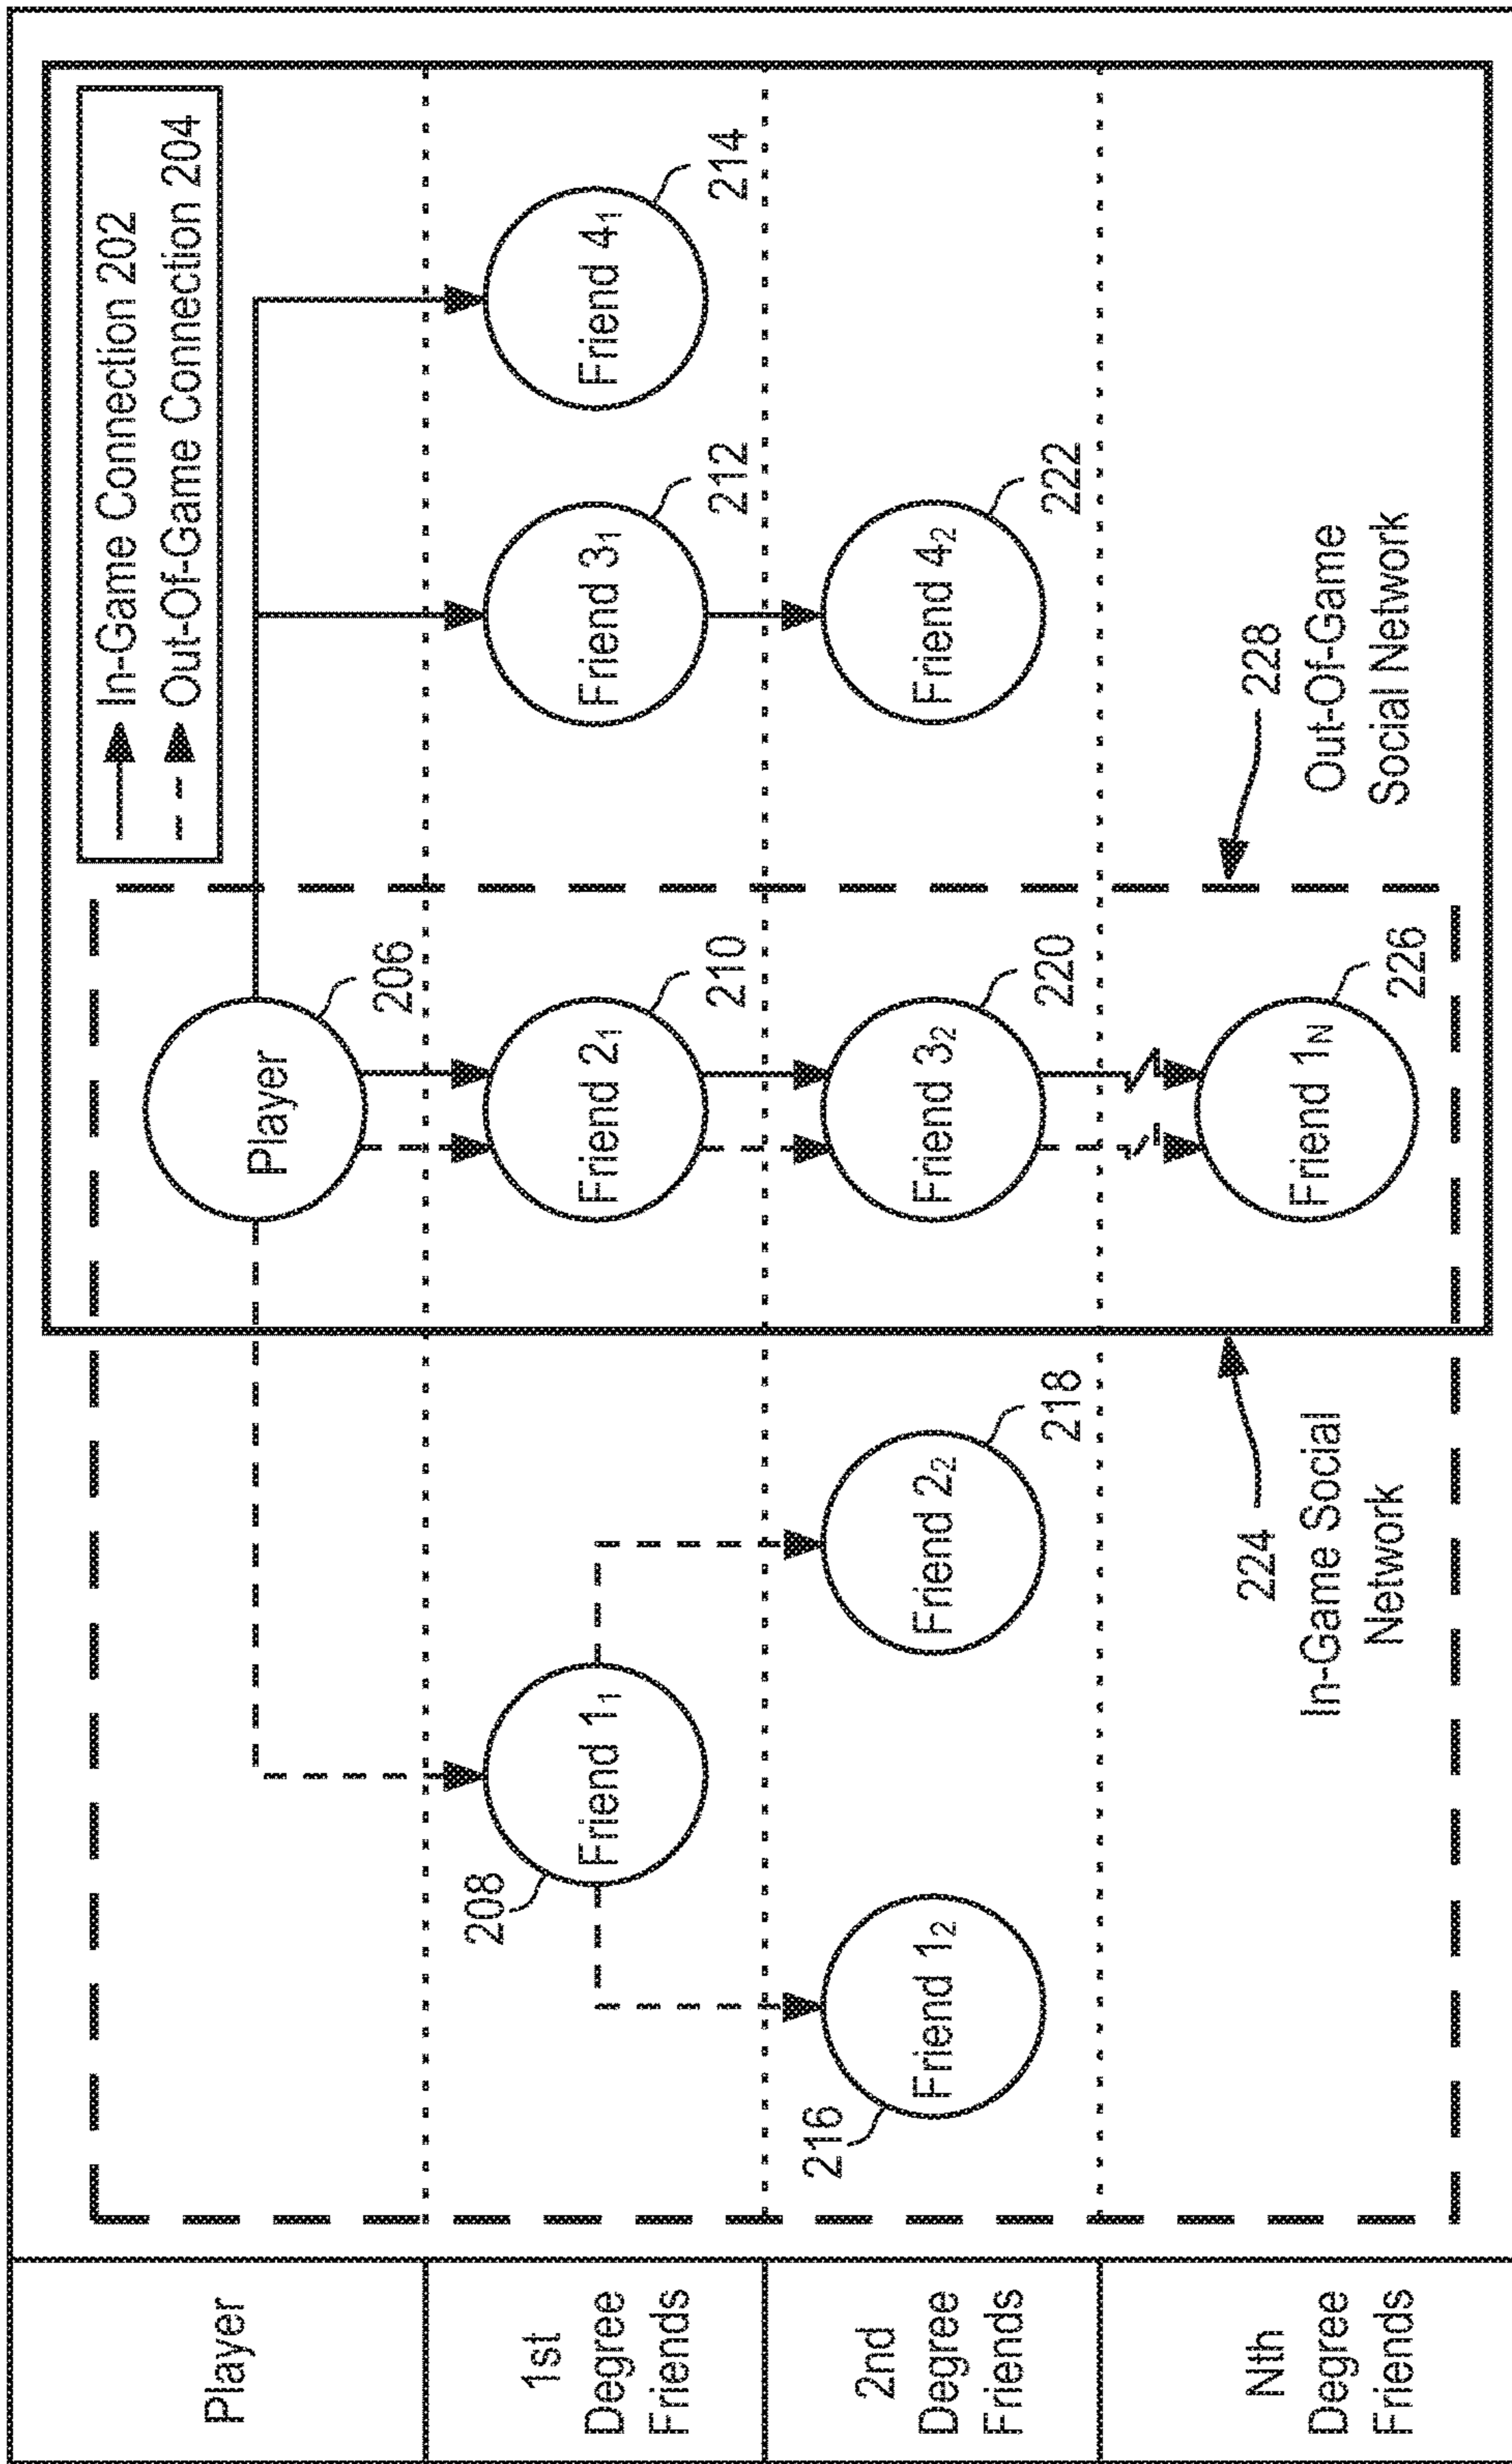 In-Game Connection 202
Out-Of-Game Connection 204
Player
Player
206
1st
Degree
Friends
208
Friend 1₁
Friend 2₁
210
Friend 3₁
212
Friend 4₁
214
2nd
Degree
Friends
216
Friend 1₂
Friend 2₂
218
Friend 3₂
220
Friend 4₂
222
Nth
Degree
Friends
224
In-Game Social
Network
Friend 1ₙ
226
228
Out-Of-Game
Social Network